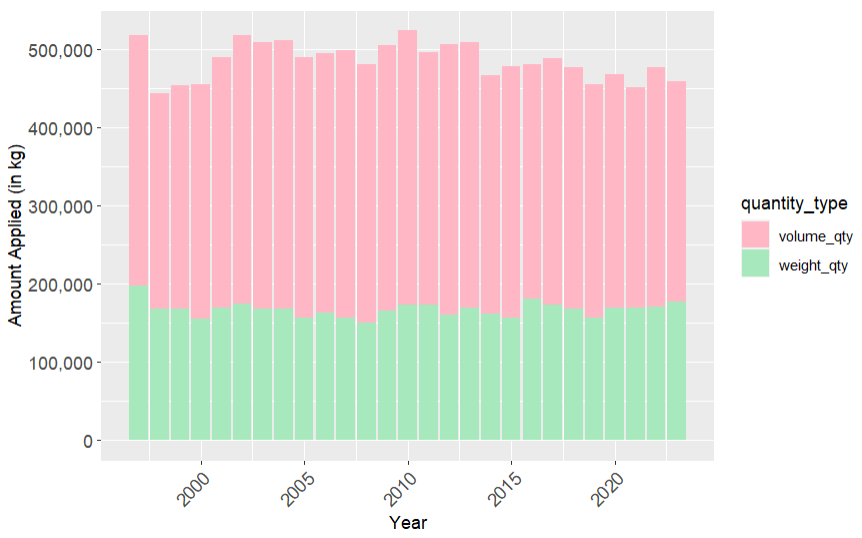 500,000
400,000
300,000
200,000
100,000
0
Amount Applied (in kg)
2000
2005
2010
2015
2020
Year
quantity_type
volume_qty
weight_qty